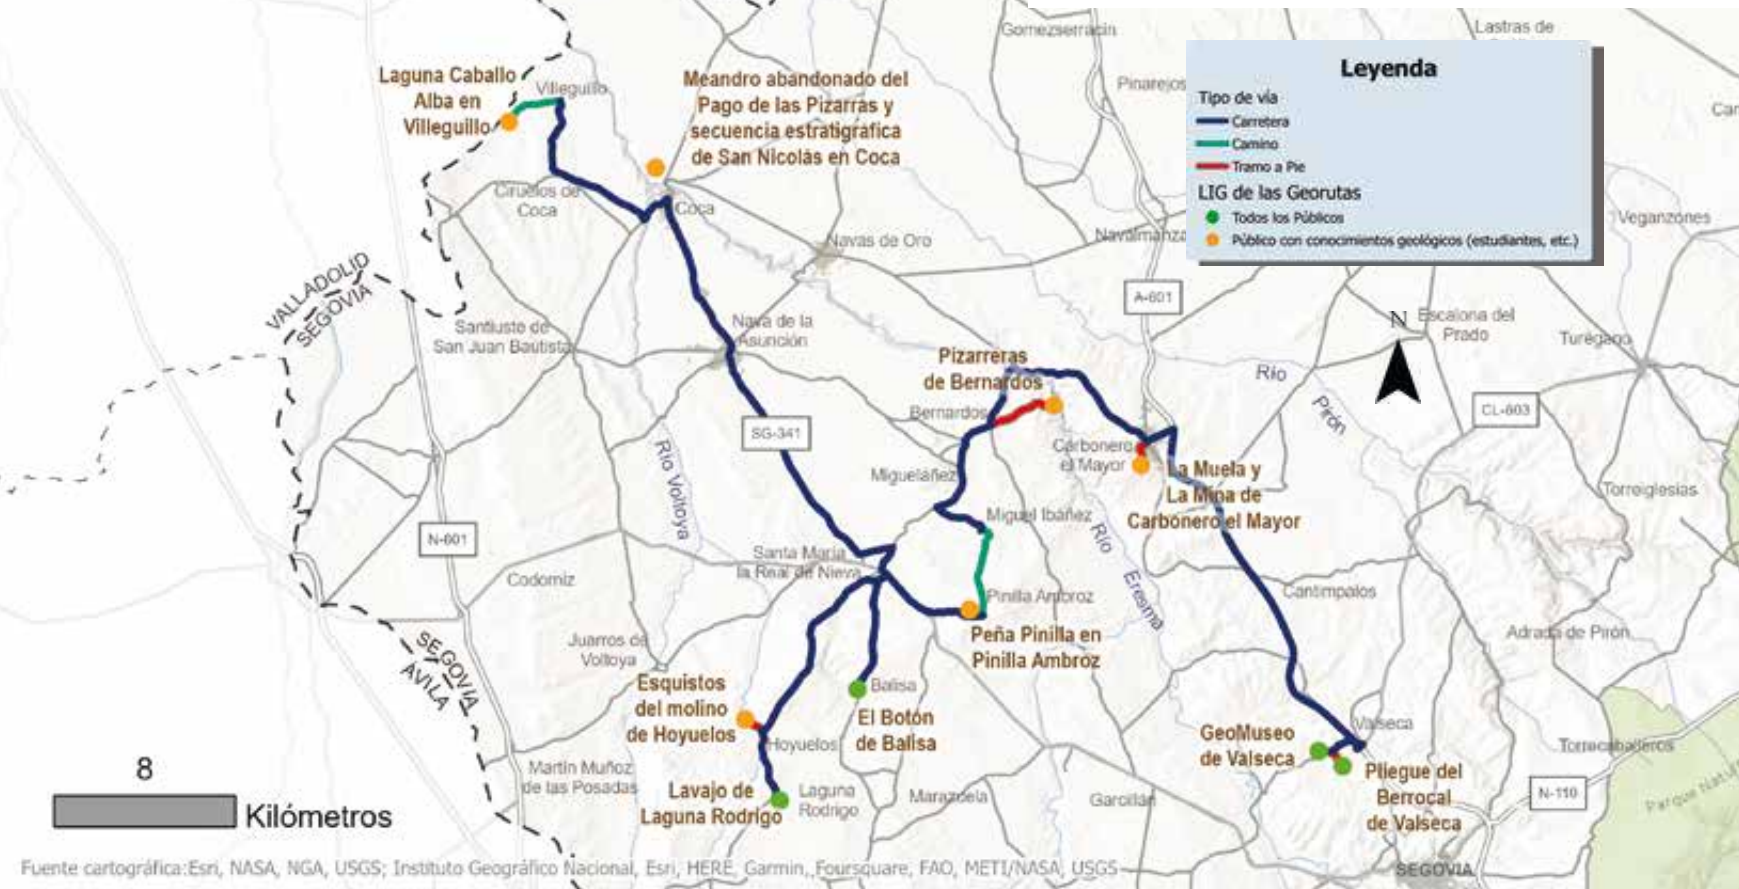 Gomezserracín
Lastras de
Pinarejos
Laguna Caballo
Alba en
Villeguillo
Villeguillo
Meandro abandonado del
Pago de las Pizarras y
secuencia estratigráfica
de San Nicolás en Coca
Leyenda
Tipo de vía
Carretera
Camino
Tramo a Pie
LIG de las Georutas
Todos los Públicos
Público con conocimientos geológicos (estudiantes, etc.)
Ciruelos de
Coca
Coca
Navas de Oro
Navalmanza
Veganzones
VALLADOLID
SEGOVIA
A-601
N
Escalona del
Prado
Turégano
Santiuste de
San Juan Bautista
Nava de la
Asunción
Pizarreras
de Bernardos
Bernardos
Río
Pirón
CL-603
SG-341
Río Voltoya
Carbonero
el Mayor
Migueláñez
La Muela y
La Mina de
Carbonero el Mayor
Torreiglesias
Miguel Ibáñez
Río
Eresma
N-601
Santa María
la Real de Nieva
Codorniz
Pinilla Ambroz
Cantimpalos
Peña Pinilla en
Pinilla Ambroz
Adrada de Pirón
Juarros de
Voltoya
SEGOVIA
AVILA
Esquistos
del molino
de Hoyuelos
Balisa
El Botón
de Balisa
Hoyuelos
GeoMuseo
de Valseca
Valseca
Torrecaballeros
Pliegue del
Berrocal
de Valseca
8
Kilómetros
Martín Muñoz
de las Posadas
Lavajo de
Laguna Rodrigo
Laguna
Rodrigo
Marazuela
Garcillán
N-110
Parque Natur
SEGOVIA
Fuente cartográfica:Esri, NASA, NGA, USGS; Instituto Geográfico Nacional, Esri, HERE, Garmin, Foursquare, FAO, METI/NASA, USGS